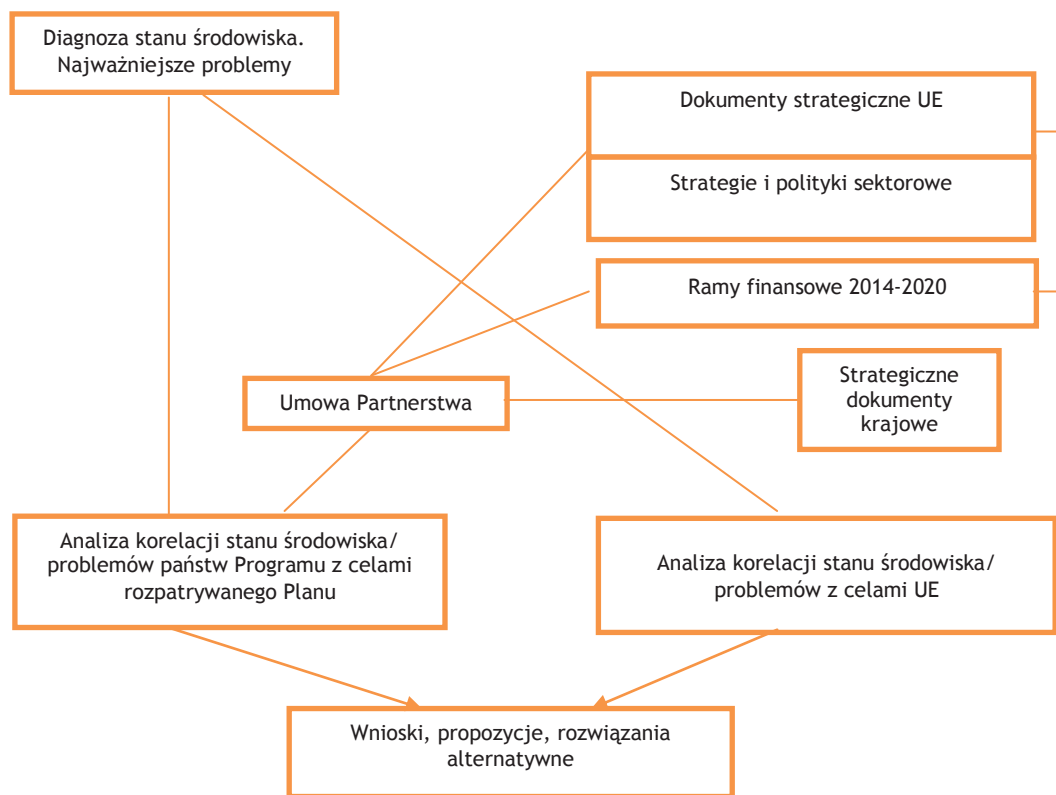 Diagnoza stanu środowiska.
Najważniejsze problemy
Dokumenty strategiczne UE
Strategie i polityki sektorowe
Ramy finansowe 2014-2020
Strategiczne
dokumenty
krajowe
Umowa Partnerstwa
Analiza korelacji stanu środowiska/
problemów państw Programu z celami
rozpatrywanego Planu
Analiza korelacji stanu środowiska/
problemów z celami UE
Wnioski, propozycje, rozwiązania
alternatywne